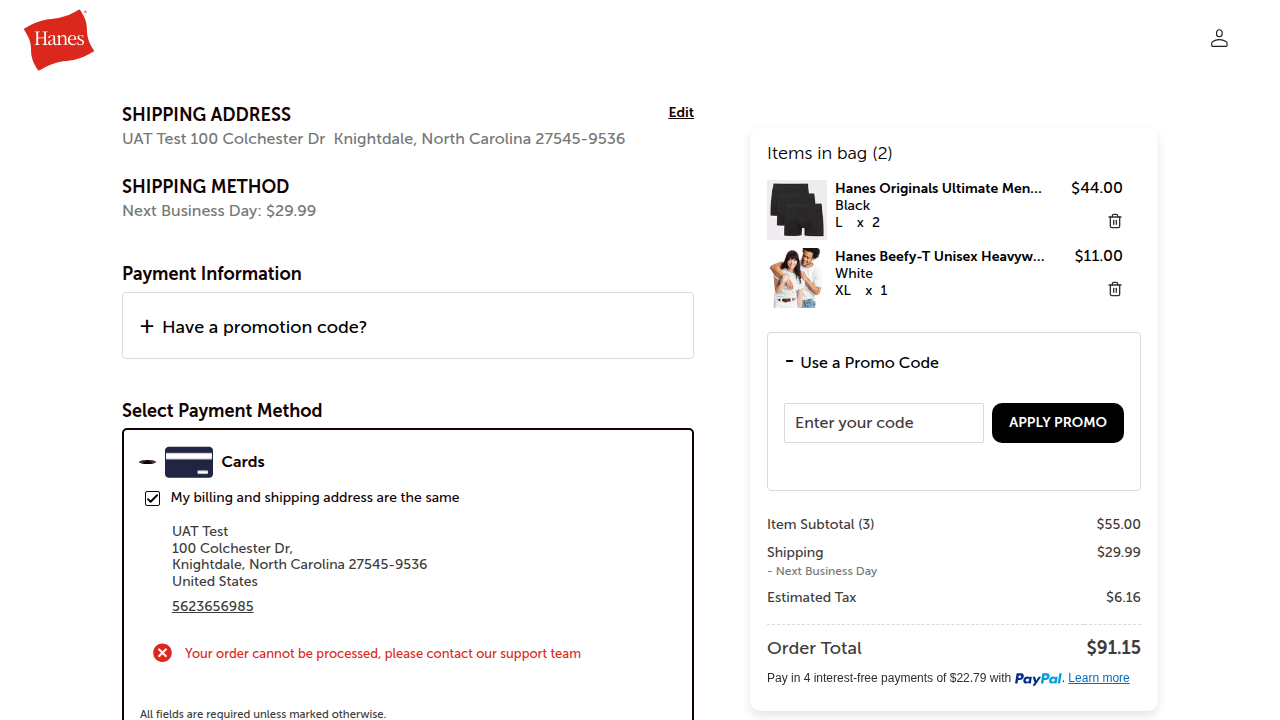 Hanes
SHIPPING ADDRESS
Edit
UAT Test 100 Colchester Dr  Knightdale, North Carolina 27545-9536
SHIPPING METHOD
Next Business Day: $29.99
Payment Information
+ Have a promotion code?
Select Payment Method
Cards
My billing and shipping address are the same
UAT Test
100 Colchester Dr,
Knightdale, North Carolina 27545-9536
United States
5623656985
Your order cannot be processed, please contact our support team
All fields are required unless marked otherwise.
Items in bag (2)
Hanes Originals Ultimate Men... $44.00
Black
L x 2
Hanes Beefy-T Unisex Heavyw... $11.00
White
XL x 1
- Use a Promo Code
Enter your code APPLY PROMO
Item Subtotal (3) $55.00
Shipping $29.99
- Next Business Day
Estimated Tax $6.16
Order Total $91.15
Pay in 4 interest-free payments of $22.79 with PayPal. Learn more